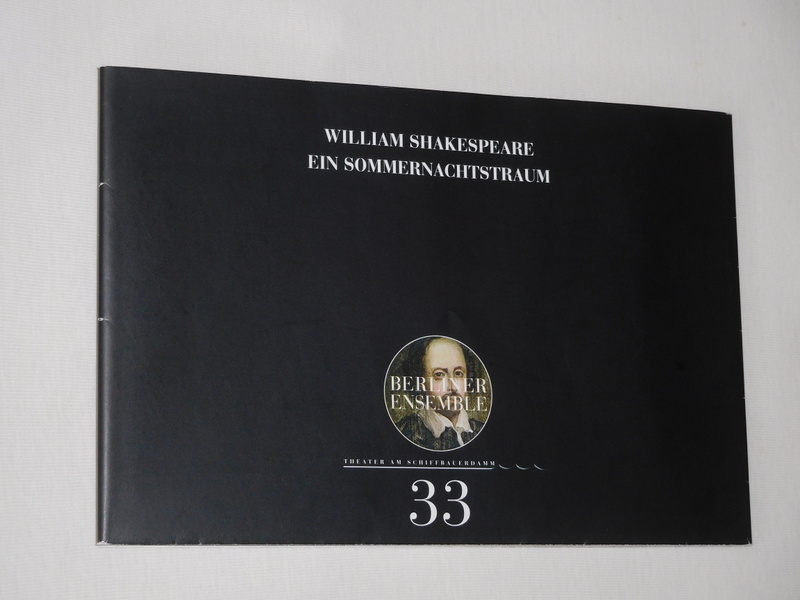 WILLIAM SHAKESPEARE
EIN SOMMERNACHTSTRAUM
BERLINER
ENSEMBLE
THEATER AM SCHIFFBAUERDAMM
33